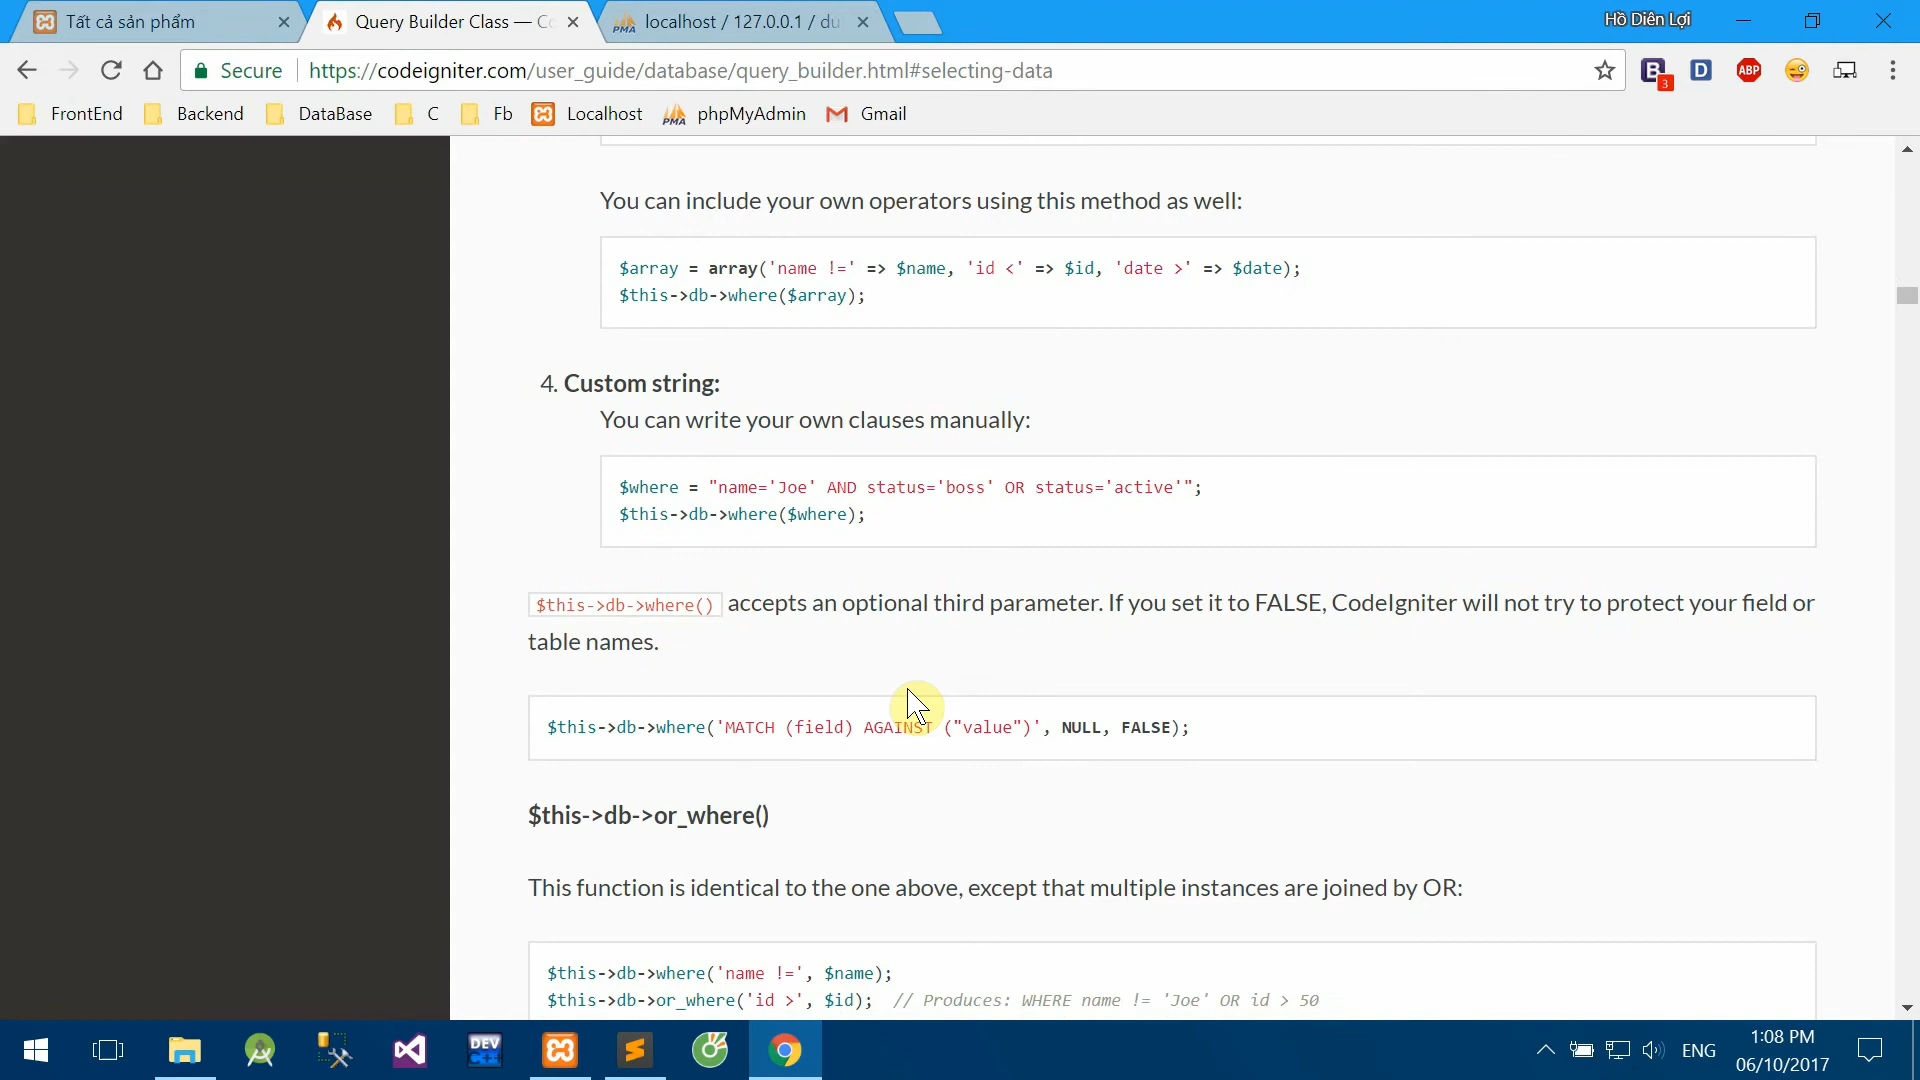 Tất cả sản phẩm
Query Builder Class — Co
localhost / 127.0.0.1 / du
Hồ Diên Lợi
Secure
https://codeigniter.com/user_guide/database/query_builder.html#selecting-data
FrontEnd
Backend
DataBase
C
Fb
Localhost
phpMyAdmin
Gmail
B
3
D
ABP
You can include your own operators using this method as well:
$array = array('name !=' => $name, 'id <' => $id, 'date >' => $date);
$this->db->where($array);
4. Custom string:
You can write your own clauses manually:
$where = "name='Joe' AND status='boss' OR status='active'";
$this->db->where($where);
$this->db->where() accepts an optional third parameter. If you set it to FALSE, CodeIgniter will not try to protect your field or
table names.
$this->db->where('MATCH (field) AGAINST ("value")', NULL, FALSE);
$this->db->or_where()
This function is identical to the one above, except that multiple instances are joined by OR:
$this->db->where('name !=', $name);
$this->db->or_where('id >', $id); // Produces: WHERE name != 'Joe' OR id > 50
DEV
C++
ENG
1:08 PM
06/10/2017